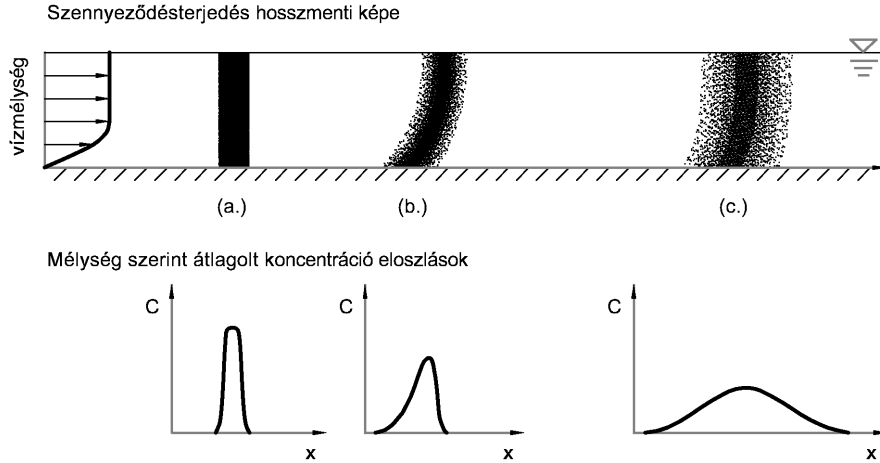 Szennyeződésterjedés hosszmenti képe
vízmélység
(a.) (b.) (c.)
Mélység szerint átlagolt koncentráció eloszlások
C C C
x x x